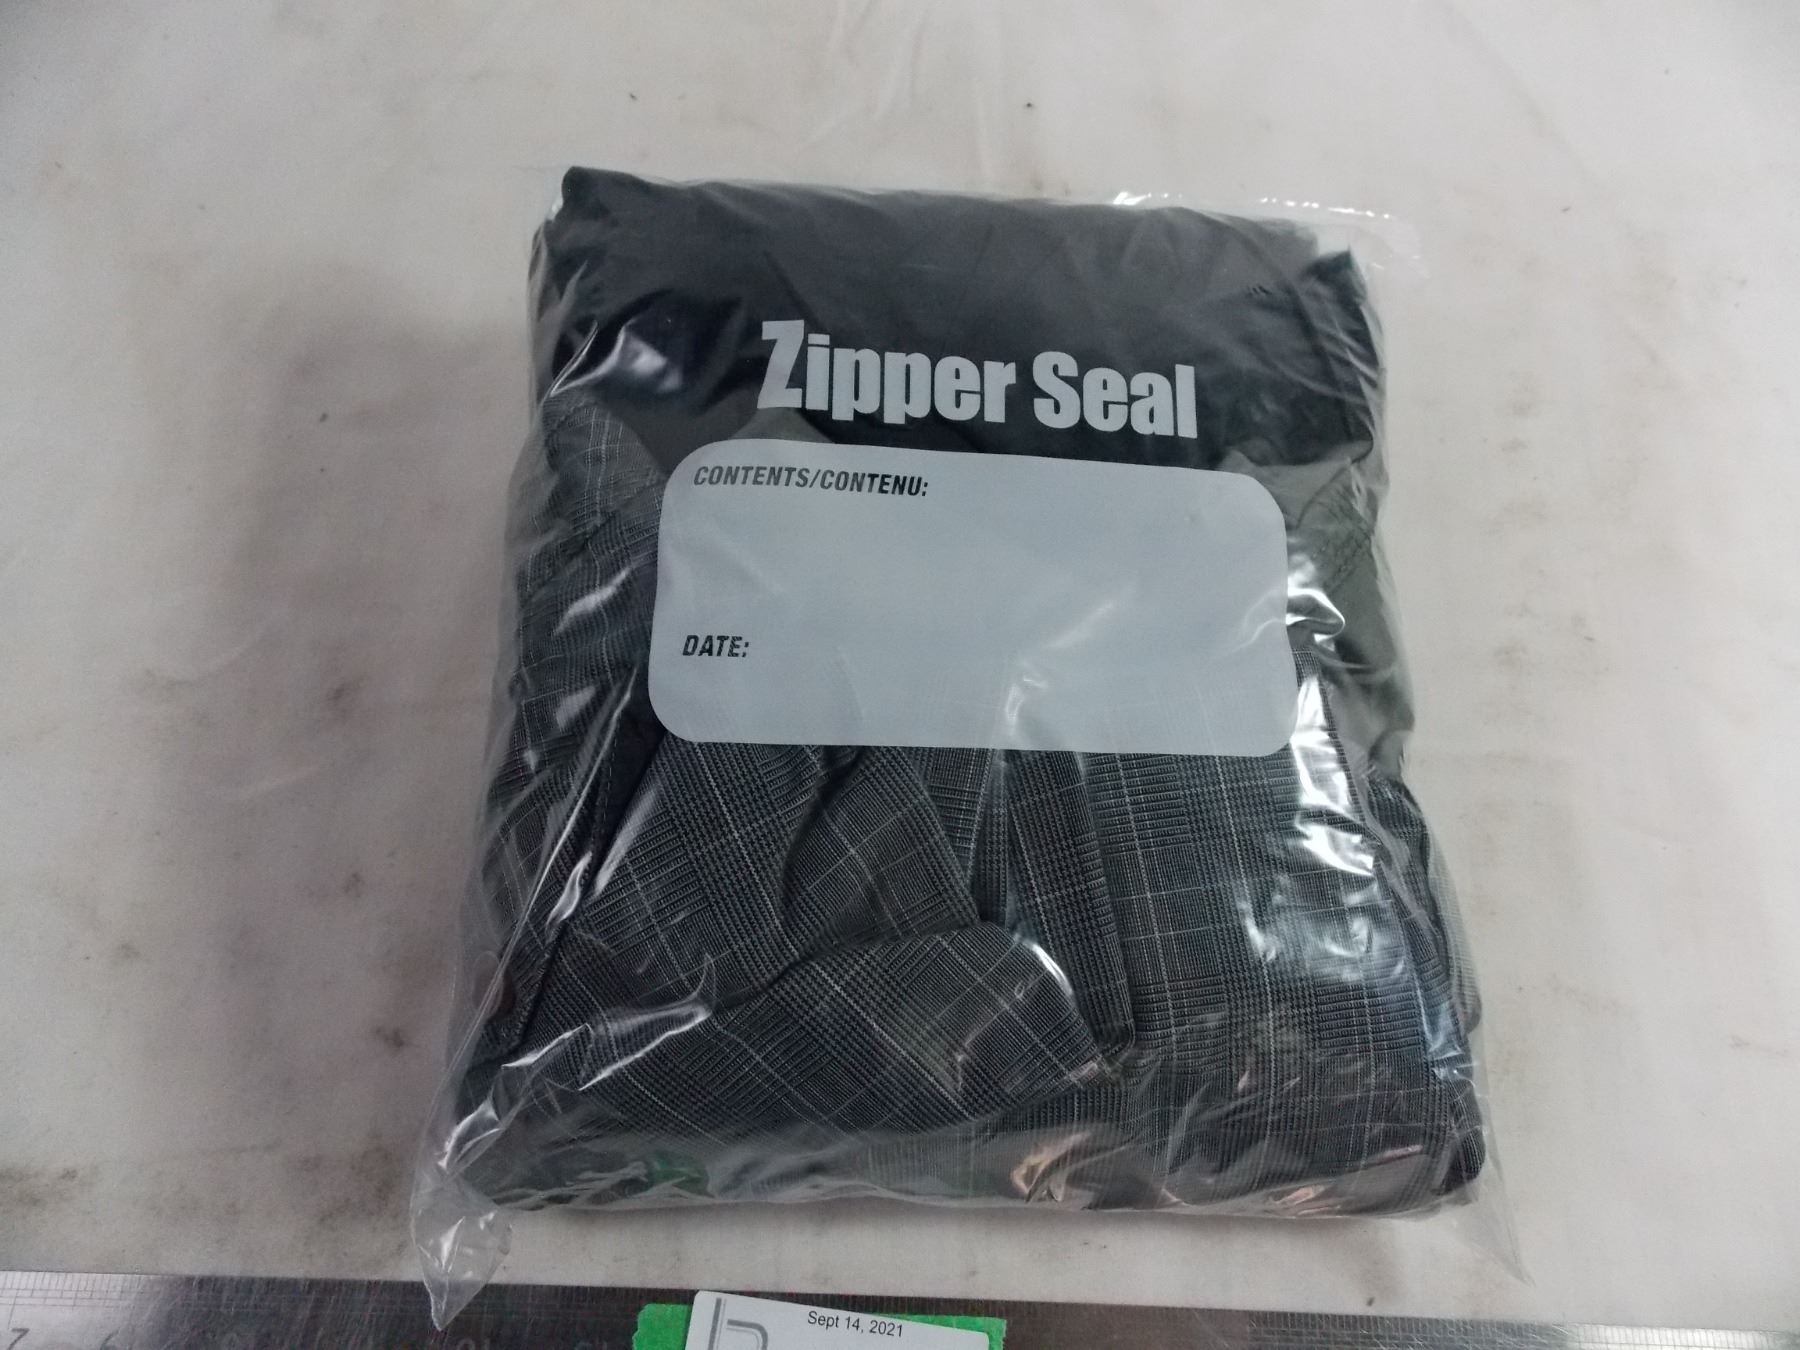 Zipper Seal
CONTENTS/CONTENU:
DATE:
Sept 14, 2021